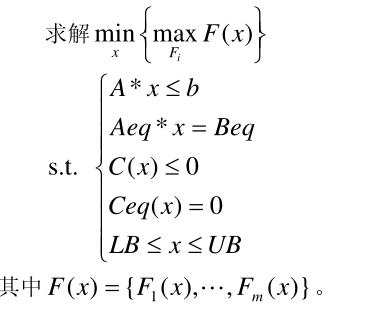 求解 min_x { max_{F_i} F(x) }
s.t. { A * x ≤ b
Aeq * x = Beq
C(x) ≤ 0
Ceq(x) = 0
LB ≤ x ≤ UB
其中 F(x) = {F_1(x),⋯,F_m(x)} 。